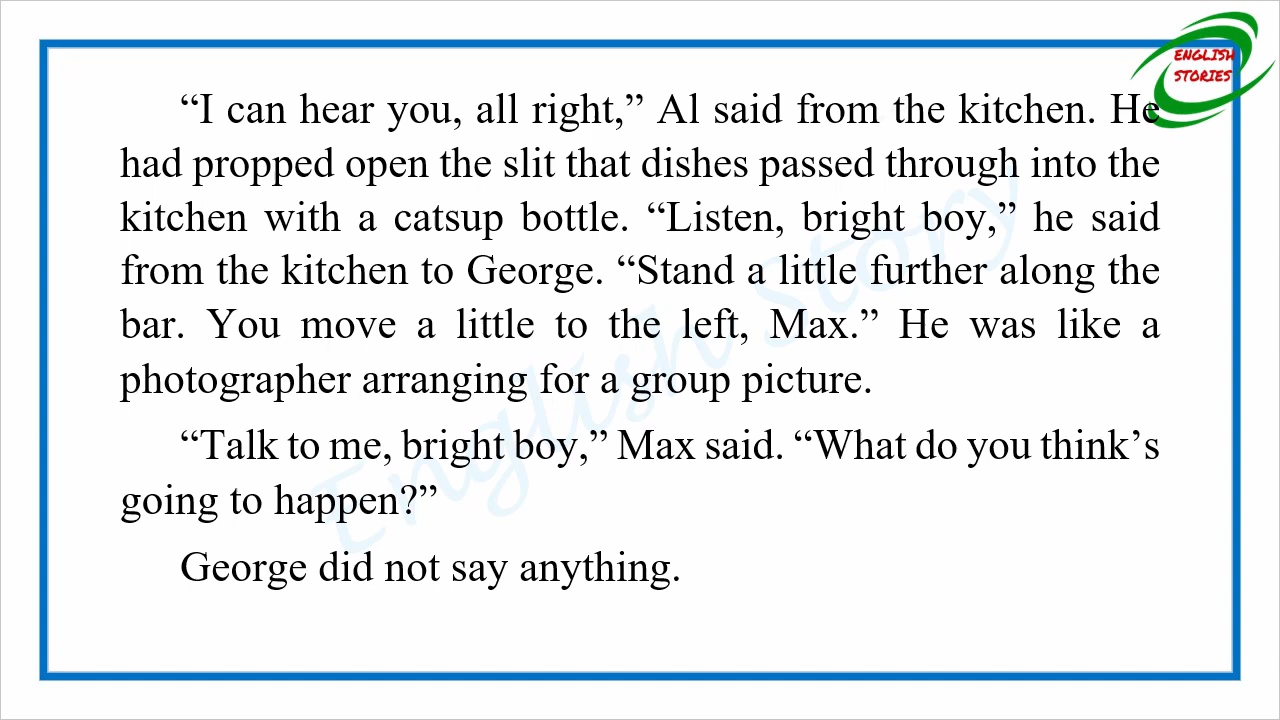 ENGLISH
STORIES
“I can hear you, all right,” Al said from the kitchen. He
had propped open the slit that dishes passed through into the
kitchen with a catsup bottle. “Listen, bright boy,” he said
from the kitchen to George. “Stand a little further along the
bar. You move a little to the left, Max.” He was like a
photographer arranging for a group picture.
“Talk to me, bright boy,” Max said. “What do you think’s
going to happen?”
George did not say anything.
English Story